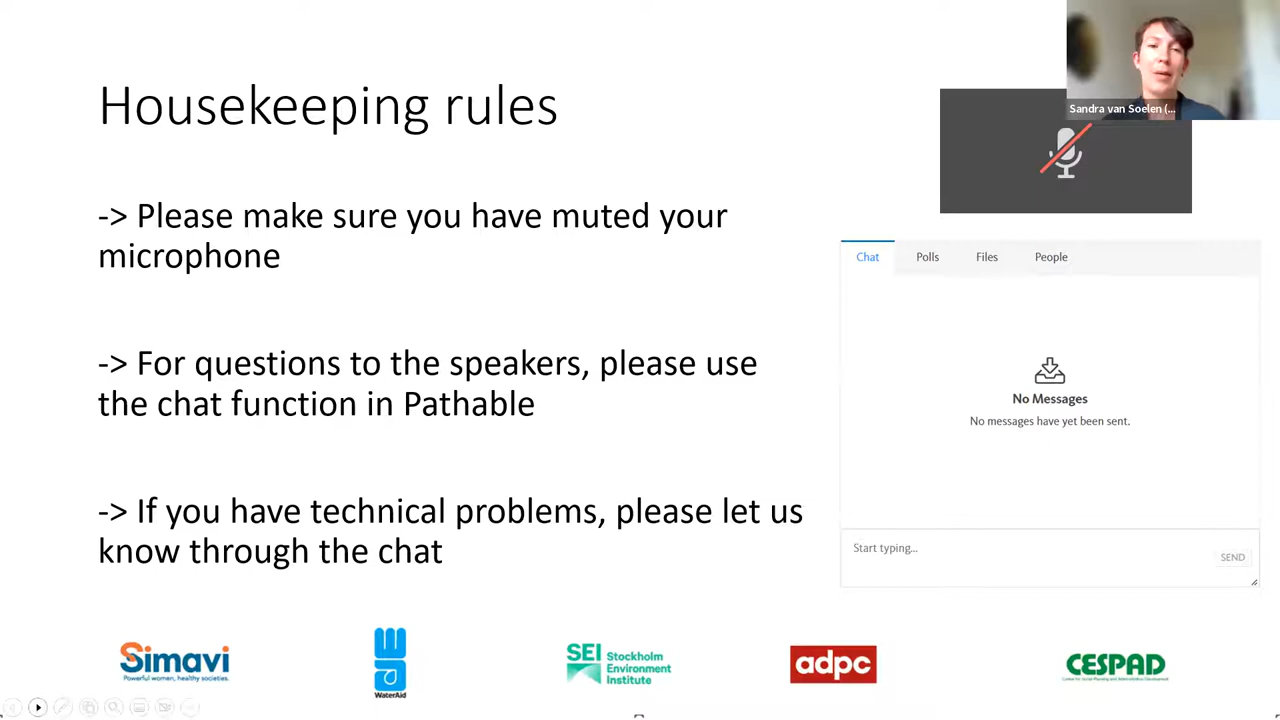 Housekeeping rules
Sandra van Soelen (...
-> Please make sure you have muted your
microphone
Chat Polls Files People
-> For questions to the speakers, please use
the chat function in Pathable
No Messages
No messages have yet been sent.
-> If you have technical problems, please let us
know through the chat
Start typing...
SEND
Simavi
Powerful women, healthy societies.
WaterAid
SEI Stockholm
Environment
Institute
adpc
CESPAD